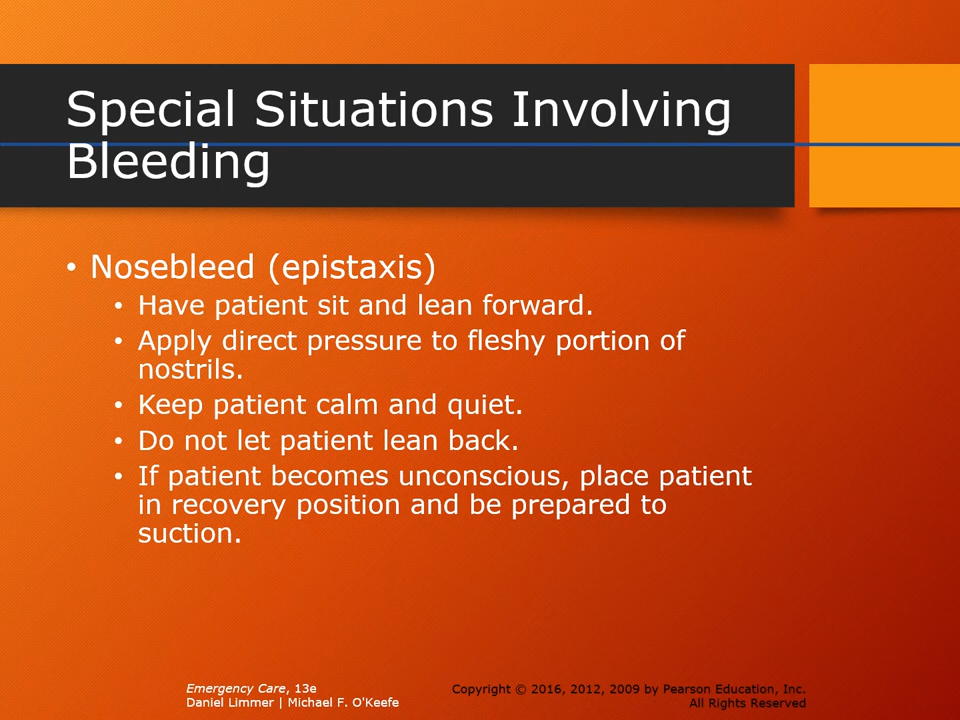 Special Situations Involving
Bleeding
• Nosebleed (epistaxis)
• Have patient sit and lean forward.
• Apply direct pressure to fleshy portion of
nostrils.
• Keep patient calm and quiet.
• Do not let patient lean back.
• If patient becomes unconscious, place patient
in recovery position and be prepared to
suction.
Emergency Care, 13e
Daniel Limmer | Michael F. O'Keefe
Copyright © 2016, 2012, 2009 by Pearson Education, Inc.
All Rights Reserved